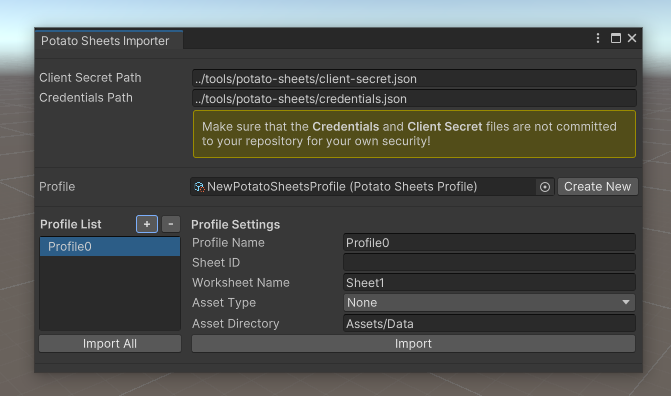 Potato Sheets Importer
Client Secret Path ../tools/potato-sheets/client-secret.json
Credentials Path ../tools/potato-sheets/credentials.json
Make sure that the Credentials and Client Secret files are not committed
to your repository for your own security!
Profile NewPotatoSheetsProfile (Potato Sheets Profile) Create New
Profile List + - Profile Settings
Profile0 Profile Name Profile0
Sheet ID
Worksheet Name Sheet1
Asset Type None
Asset Directory Assets/Data
Import All Import